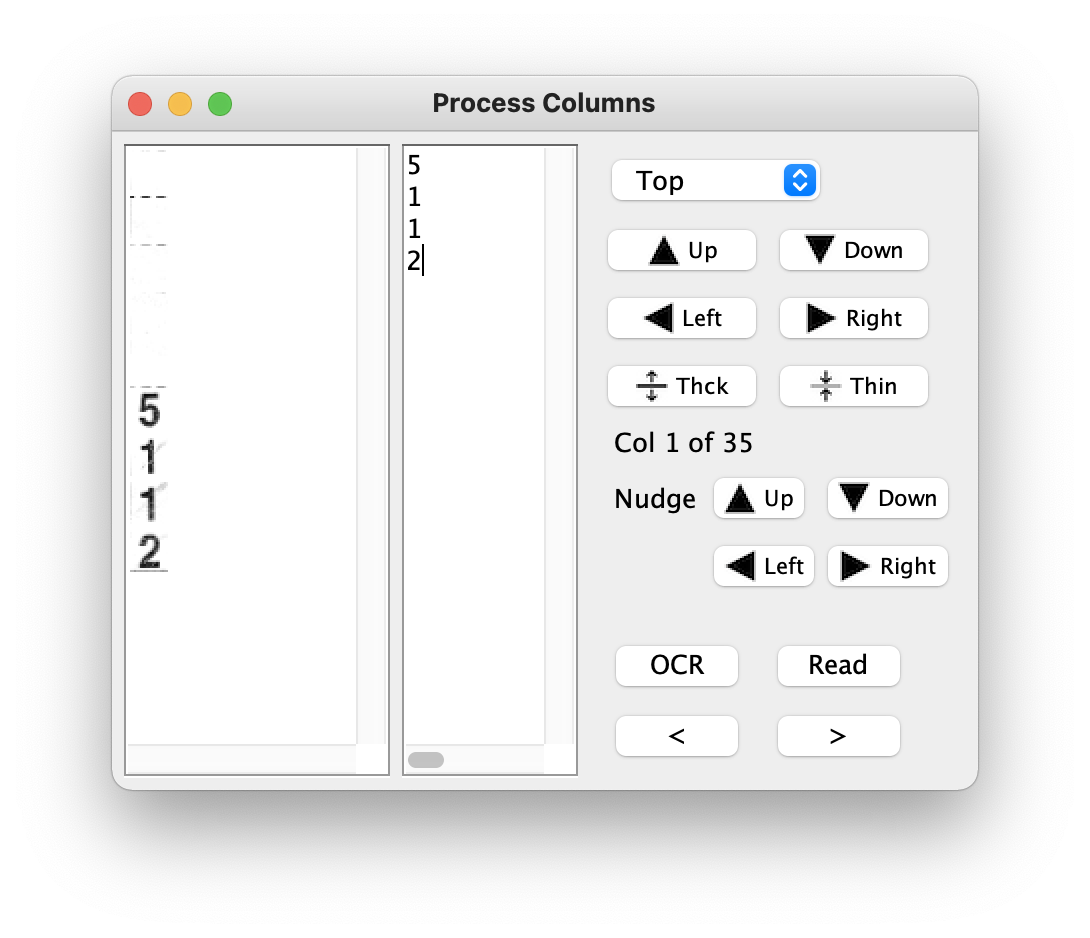 Process Columns
5
1
1
2
5
1
1
2
Top
Up Down
Left Right
Thck Thin
Col 1 of 35
Nudge Up Down
Left Right
OCR Read
< >